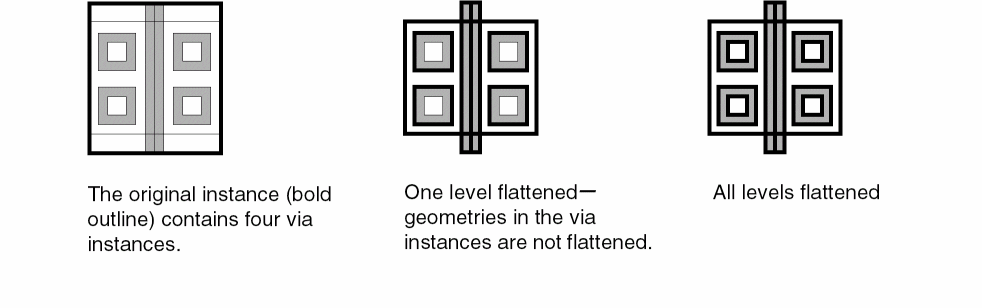 The original instance (bold
outline) contains four via
instances.
One level flattened—
geometries in the via
instances are not flattened.
All levels flattened